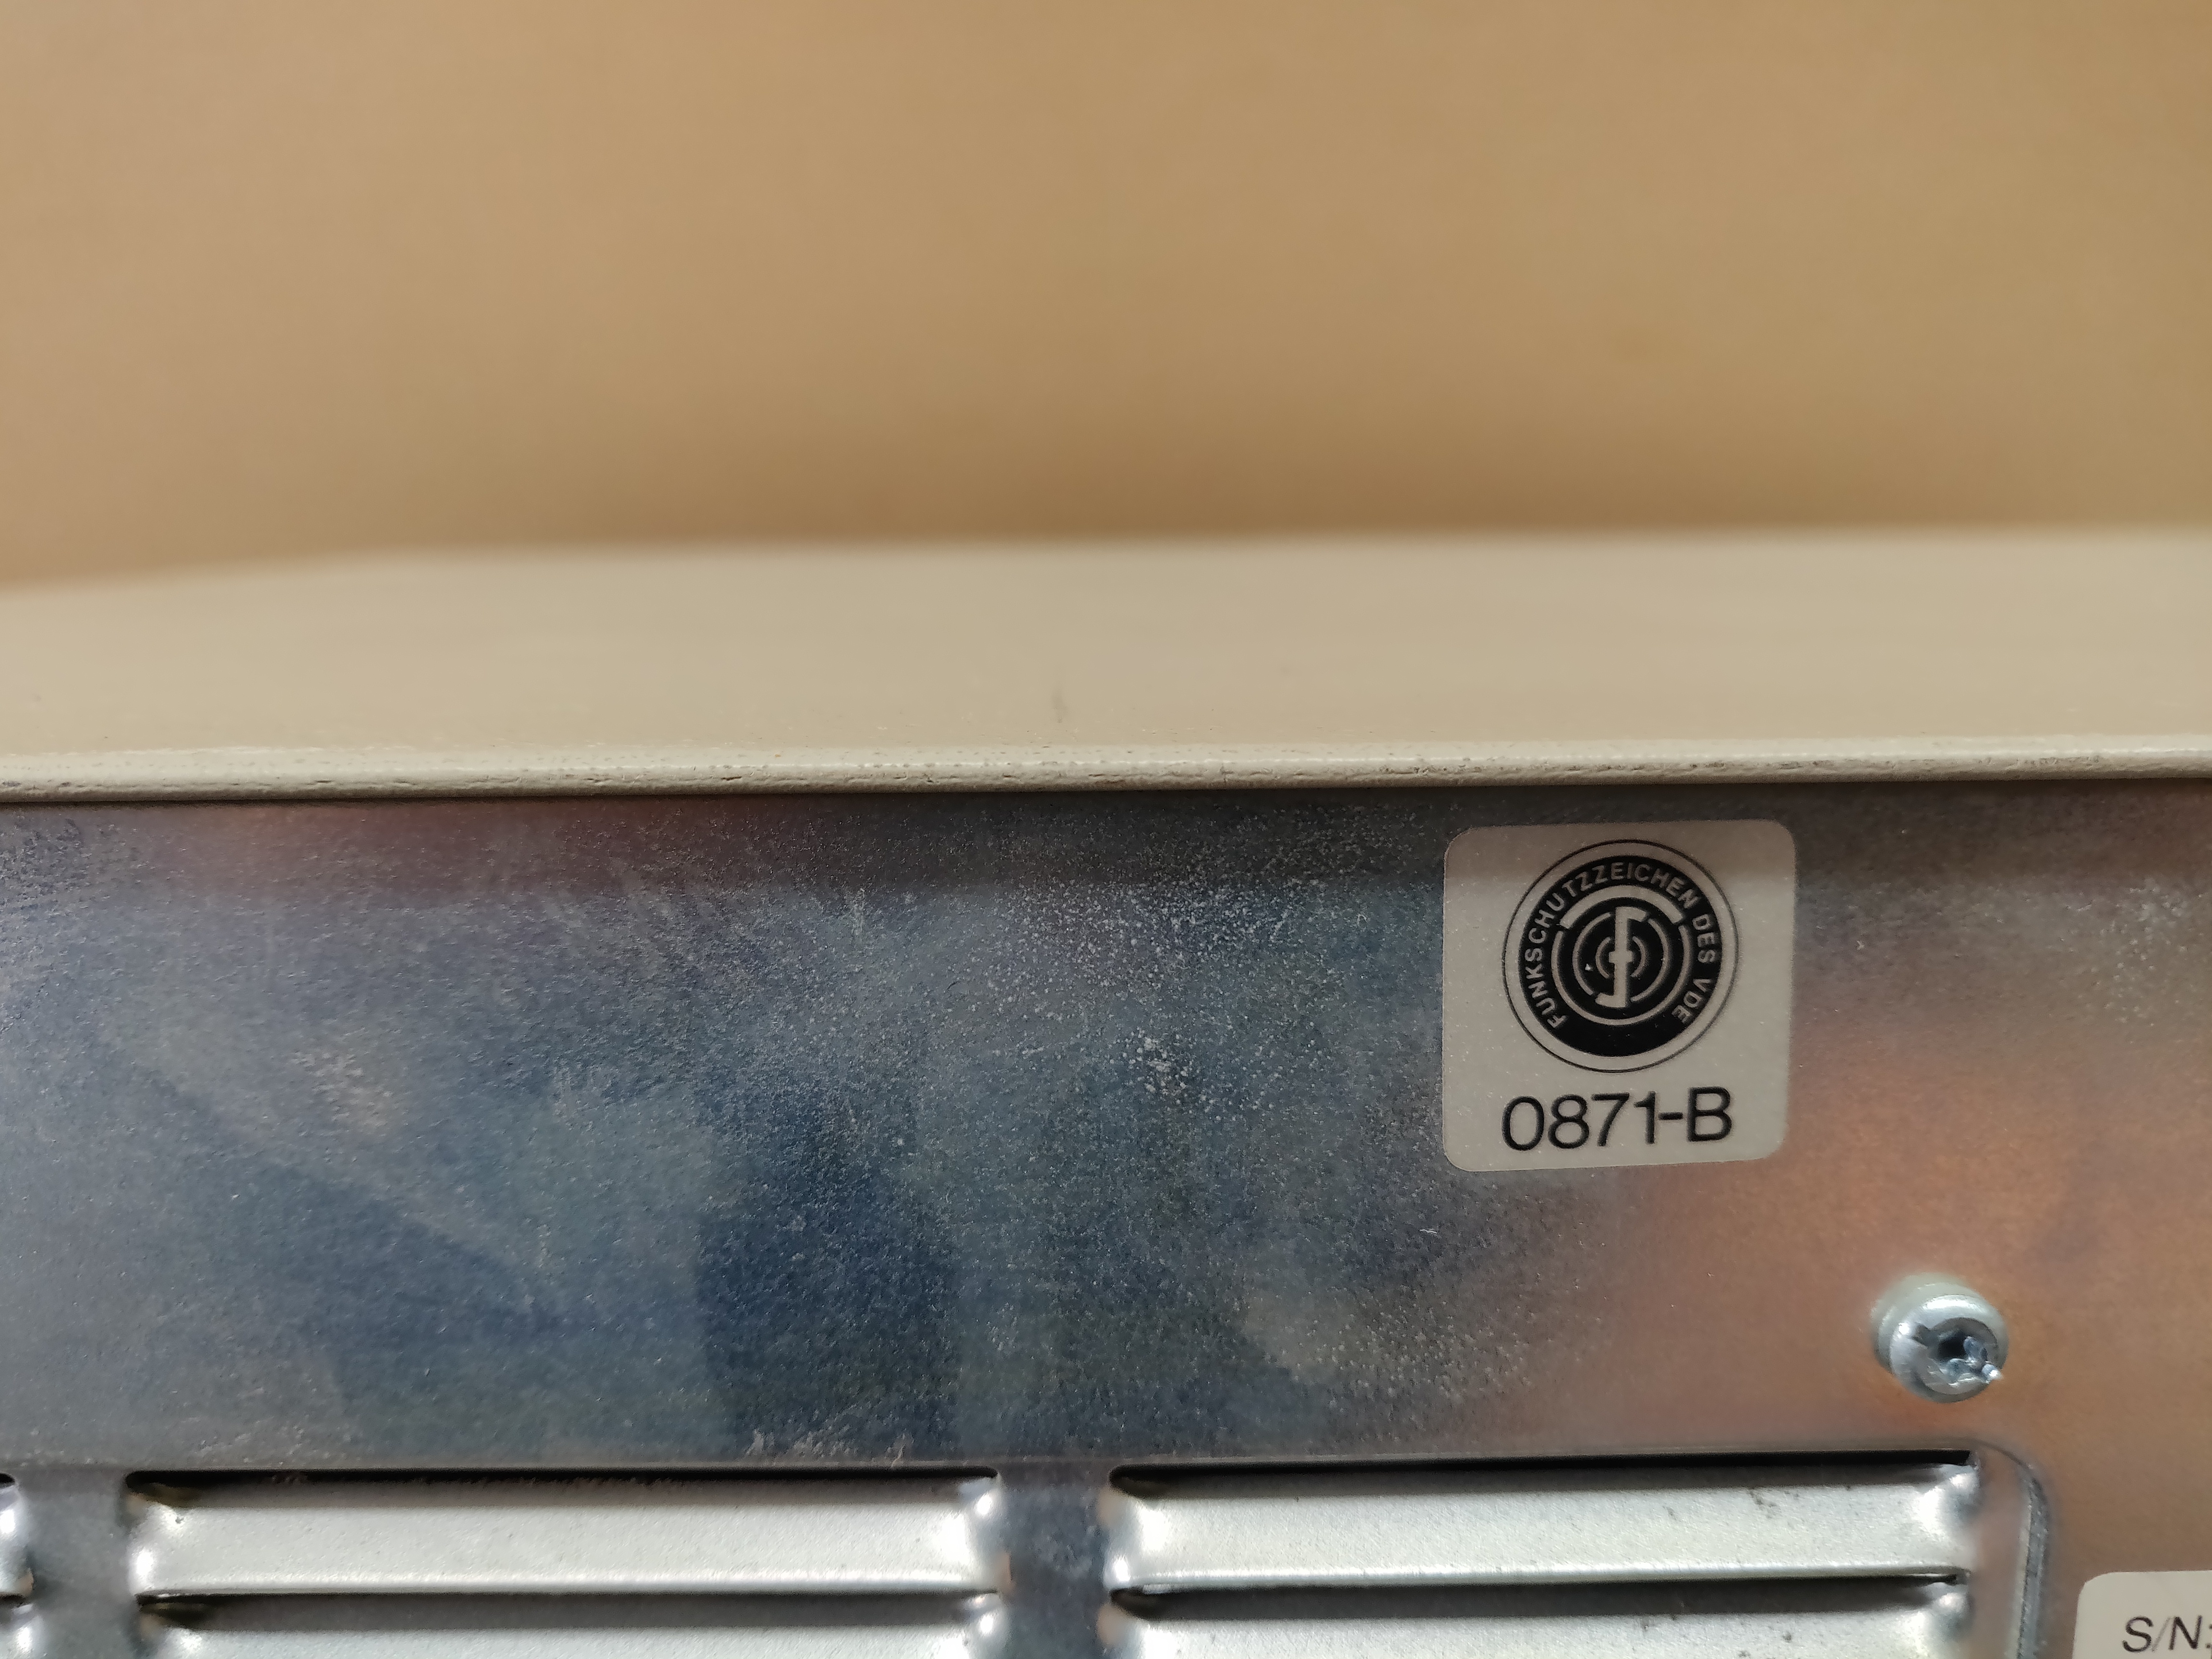 FUNKSCHUTZZEICHEN DES VDE
0871-B
S/N: